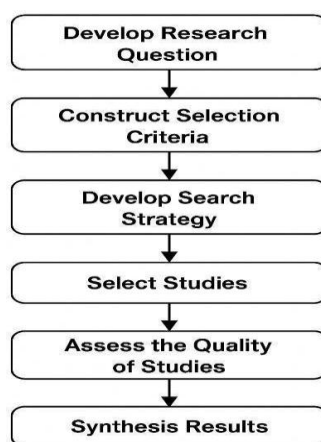 Develop Research
Question
Construct Selection
Criteria
Develop Search
Strategy
Select Studies
Assess the Quality
of Studies
Synthesis Results